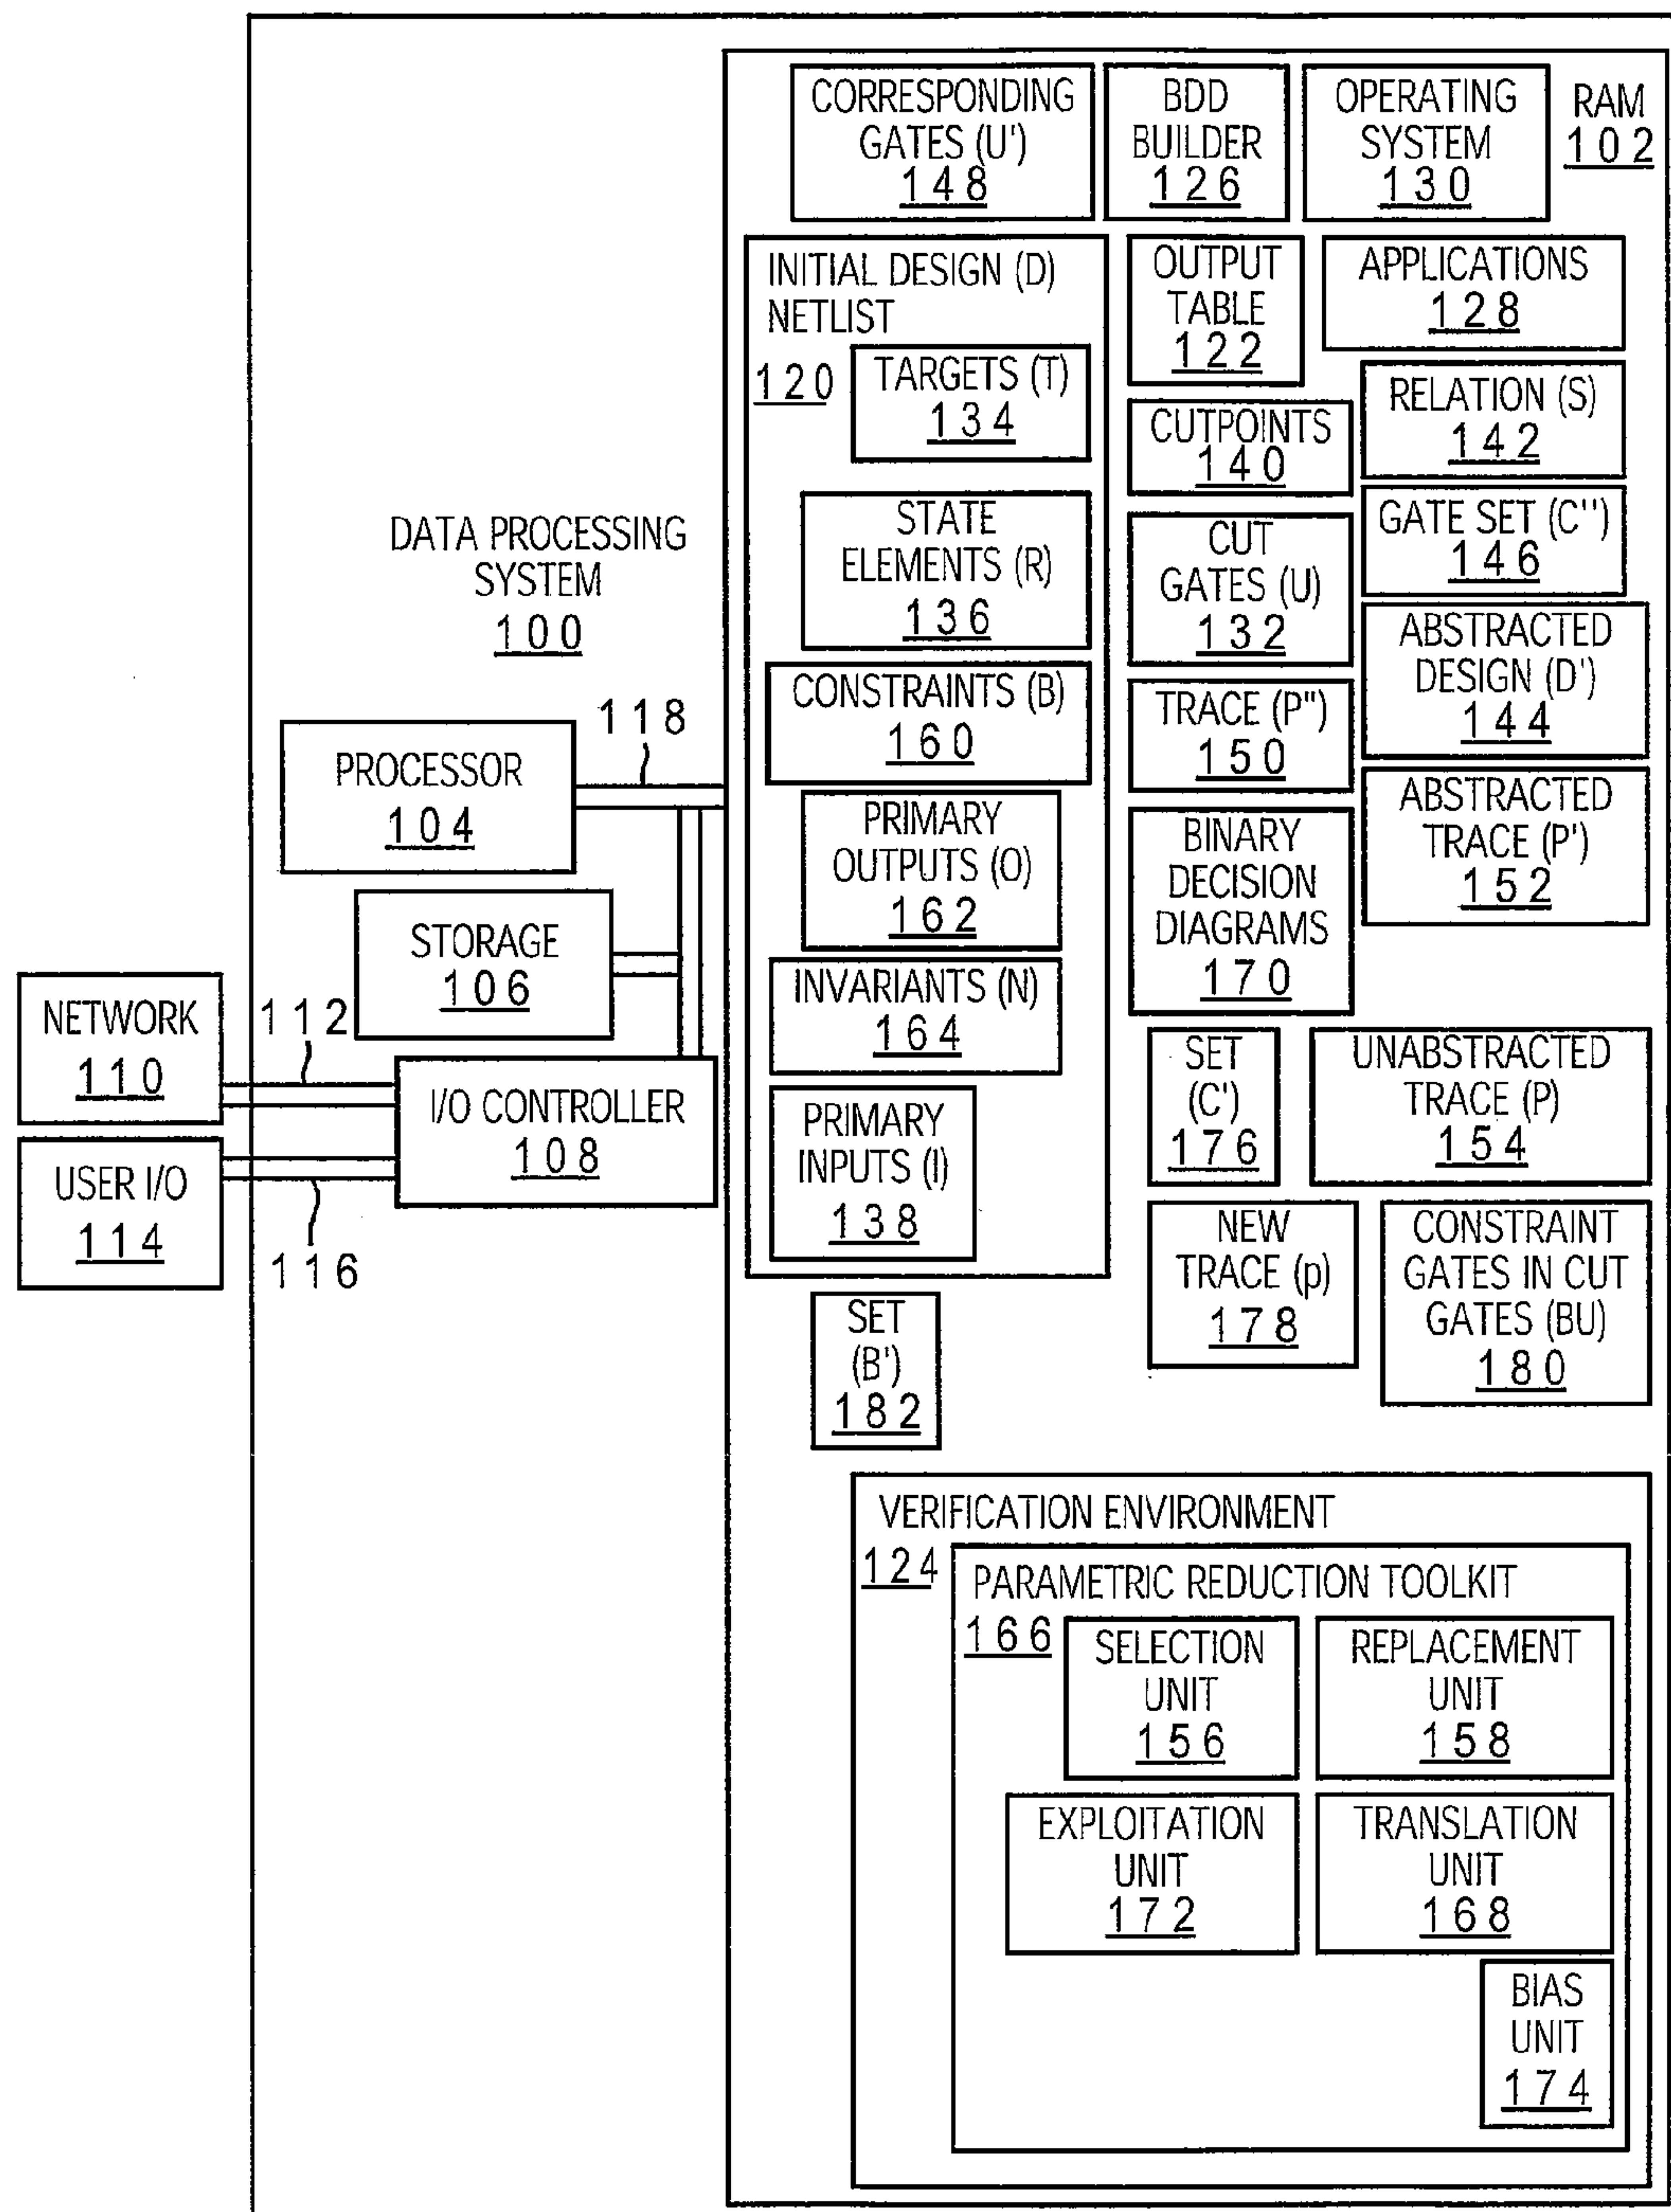 CORRESPONDING
GATES (U')
148
BDD
BUILDER
126
OPERATING
SYSTEM
130
RAM
102
INITIAL DESIGN (D)
NETLIST
120
TARGETS (T)
134
STATE
ELEMENTS (R)
136
CONSTRAINTS (B)
160
PRIMARY
OUTPUTS (O)
162
INVARIANTS (N)
164
PRIMARY
INPUTS (I)
138
OUTPUT
TABLE
122
APPLICATIONS
128
CUTPOINTS
140
RELATION (S)
142
CUT
GATES (U)
132
GATE SET (C'')
146
ABSTRACTED
DESIGN (D')
144
TRACE (P'')
150
ABSTRACTED
TRACE (P')
152
BINARY
DECISION
DIAGRAMS
170
SET
(C')
176
UNABSTRACTED
TRACE (P)
154
NEW
TRACE (p)
178
CONSTRAINT
GATES IN CUT
GATES (BU)
180
SET
(B')
182
DATA PROCESSING
SYSTEM
100
118
PROCESSOR
104
STORAGE
106
NETWORK
110
112
I/O CONTROLLER
108
USER I/O
114
116
VERIFICATION ENVIRONMENT
124
PARAMETRIC REDUCTION TOOLKIT
166
SELECTION
UNIT
156
REPLACEMENT
UNIT
158
EXPLOITATION
UNIT
172
TRANSLATION
UNIT
168
BIAS
UNIT
174